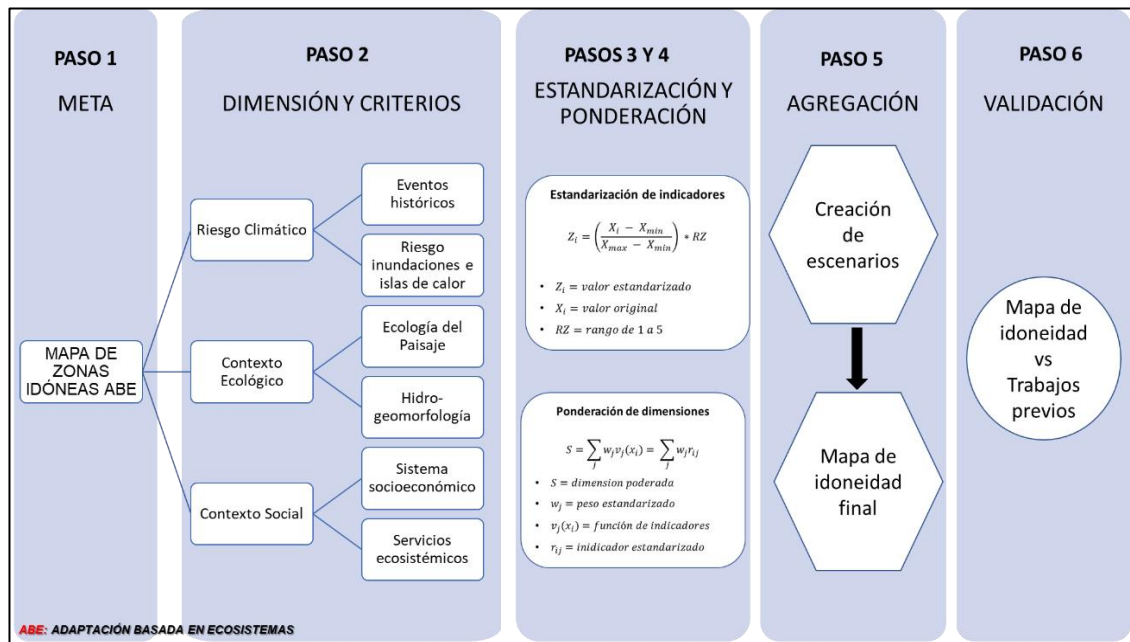 PASO 1
META
MAPA DE
ZONAS
IDÓNEAS ABE
PASO 2
DIMENSIÓN Y CRITERIOS
Riesgo Climático
Eventos
históricos
Riesgo
inundaciones e
islas de calor
Contexto
Ecológico
Ecología del
Paisaje
Hidro-
geomorfología
Contexto Social
Sistema
socioeconómico
Servicios
ecosistémicos
PASOS 3 Y 4
ESTANDARIZACIÓN Y
PONDERACIÓN
Estandarización de indicadores
Z_i = ( (X_i − X_min) / (X_max − X_min) ) * RZ
• Z_i = valor estandarizado
• X_i = valor original
• RZ = rango de 1 a 5
Ponderación de dimensiones
S = ∑_j w_j v_j(x_i) = ∑_j w_j r_ij
• S = dimension poderada
• w_j = peso estandarizado
• v_j(x_i) = función de indicadores
• r_ij = inidicador estandarizado
PASO 5
AGREGACIÓN
Creación
de
escenarios
Mapa de
idoneidad
final
PASO 6
VALIDACIÓN
Mapa de
idoneidad
vs
Trabajos
previos
ABE: ADAPTACIÓN BASADA EN ECOSISTEMAS